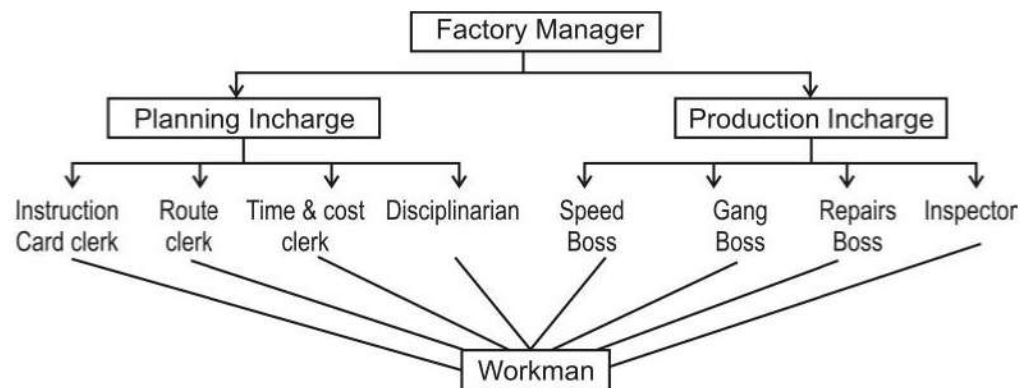 Factory Manager
Planning Incharge
Production Incharge
Instruction
Card clerk
Route
clerk
Time & cost
clerk
Disciplinarian
Speed
Boss
Gang
Boss
Repairs
Boss
Inspector
Workman